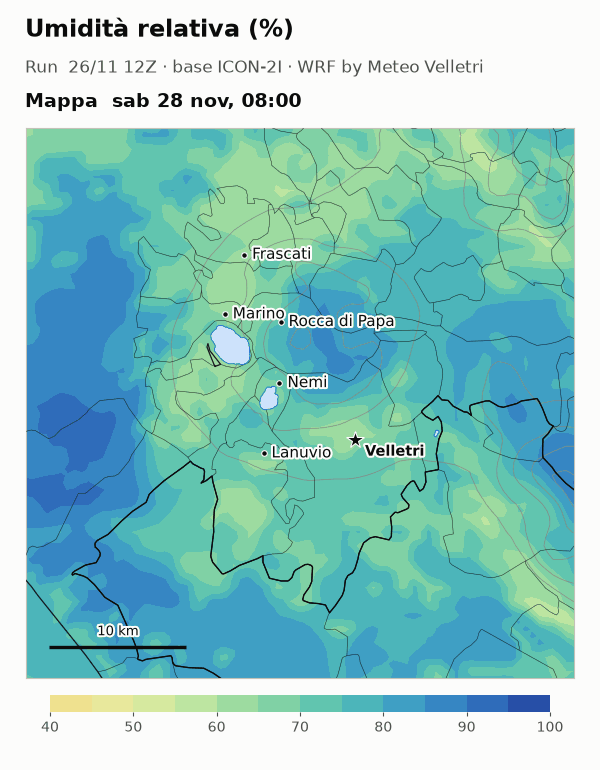 Umidità relativa (%)
Run  26/11 12Z · base ICON-2I · WRF by Meteo Velletri
Mappa  sab 28 nov, 08:00
Frascati
Marino
Rocca di Papa
Nemi
Velletri
Lanuvio
10 km
40 50 60 70 80 90 100